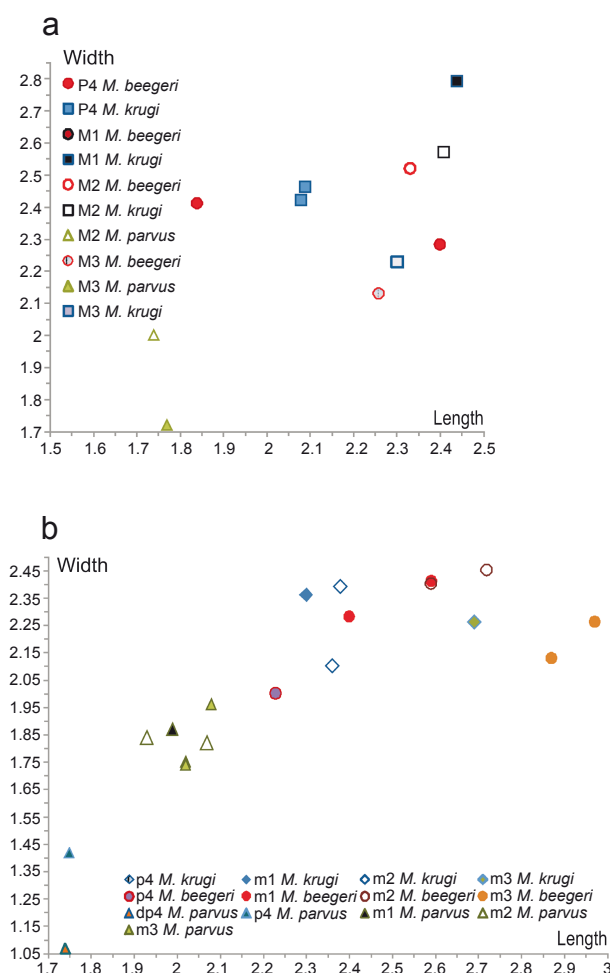 a
Width
2.8
2.7
2.6
2.5
2.4
2.3
2.2
2.1
2
1.9
1.8
1.7
P4 M. beegeri
P4 M. krugi
M1 M. beegeri
M1 M. krugi
M2 M. beegeri
M2 M. krugi
M2 M. parvus
M3 M. beegeri
M3 M. parvus
M3 M. krugi
Length
1.5 1.6 1.7 1.8 1.9 2 2.1 2.2 2.3 2.4 2.5
b
Width
2.45
2.35
2.25
2.15
2.05
1.95
1.85
1.75
1.65
1.55
1.45
1.35
1.25
1.15
1.05
p4 M. krugi m1 M. krugi m2 M. krugi m3 M. krugi
p4 M. beegeri m1 M. beegeri m2 M. beegeri m3 M. beegeri
dp4 M. parvus p4 M. parvus m1 M. parvus m2 M. parvus
m3 M. parvus
Length
1.7 1.8 1.9 2 2.1 2.2 2.3 2.4 2.5 2.6 2.7 2.8 2.9 3